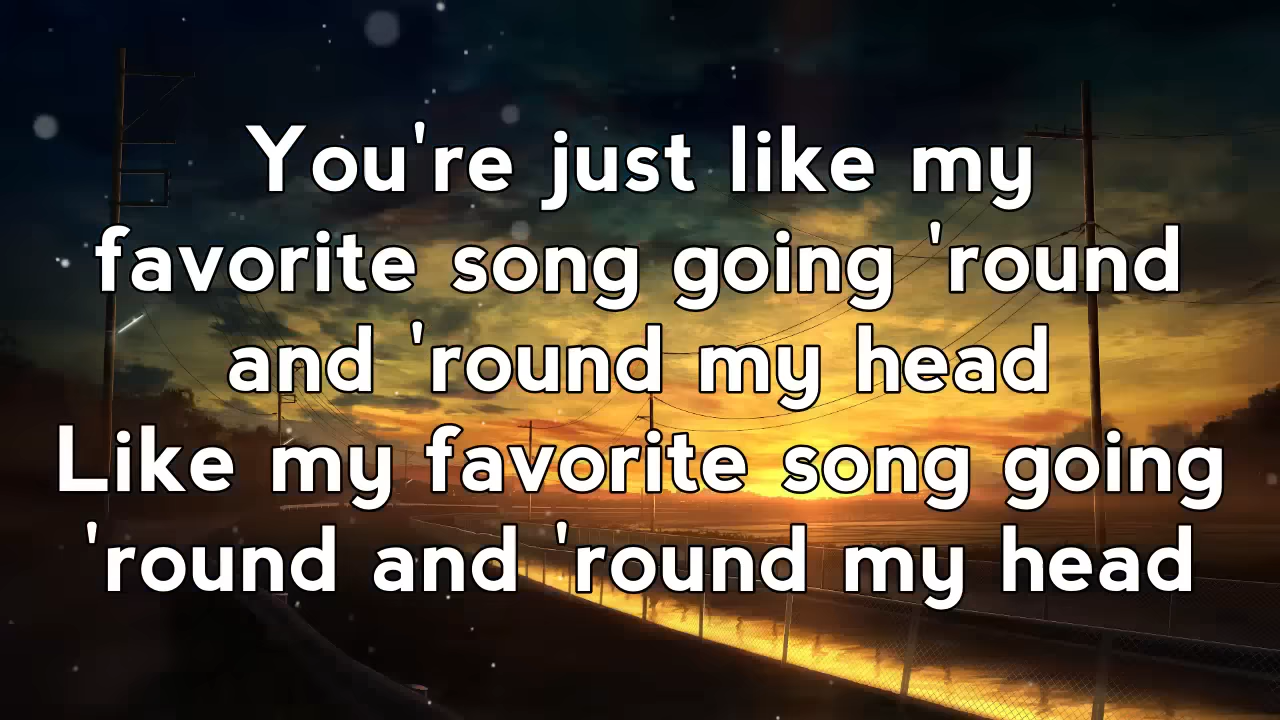 You're just like my
favorite song going 'round
and 'round my head
Like my favorite song going
'round and 'round my head